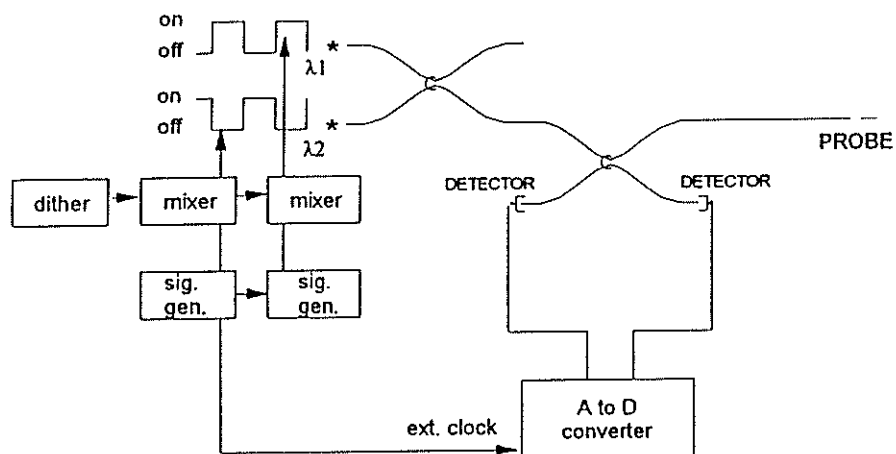 on
off
λ1
*
on
off
λ2
*
PROBE
DETECTOR
DETECTOR
dither
mixer
mixer
sig.
gen.
sig.
gen.
A to D
converter
ext. clock